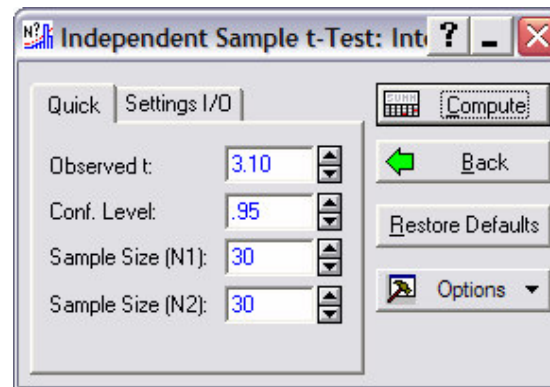 Independent Sample t-Test: Int
Quick
Settings I/O
Observed t: 3.10
Conf. Level: .95
Sample Size (N1): 30
Sample Size (N2): 30
Compute
Back
Restore Defaults
Options